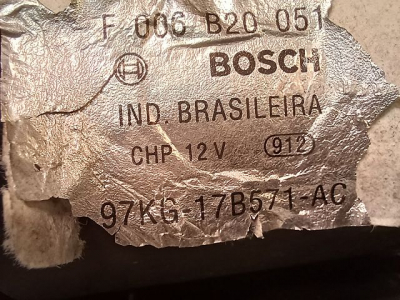 F 006 B20 051
BOSCH
IND. BRASILEIRA
CHP 12 V 912
97KG-17B571-AC